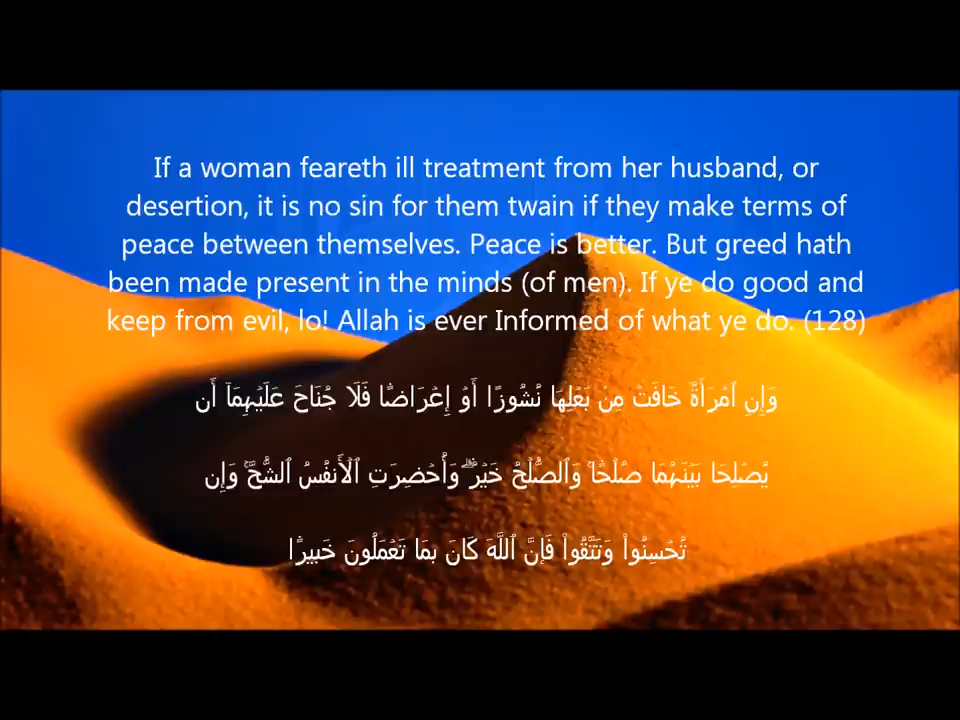 If a woman feareth ill treatment from her husband, or
desertion, it is no sin for them twain if they make terms of
peace between themselves. Peace is better. But greed hath
been made present in the minds (of men). If ye do good and
keep from evil, lo! Allah is ever Informed of what ye do. (128)
وَإِنِ ٱمْرَأَةٌ خَافَتْ مِنۢ بَعْلِهَا نُشُوزًا أَوْ إِعْرَاضًا فَلَا جُنَاحَ عَلَيْهِمَآ أَن
يُصْلِحَا بَيْنَهُمَا صُلْحًا ۚ وَٱلصُّلْحُ خَيْرٌ ۗ وَأُحْضِرَتِ ٱلْأَنفُسُ ٱلشُّحَّ ۚ وَإِن
تُحْسِنُوا۟ وَتَتَّقُوا۟ فَإِنَّ ٱللَّهَ كَانَ بِمَا تَعْمَلُونَ خَبِيرًا